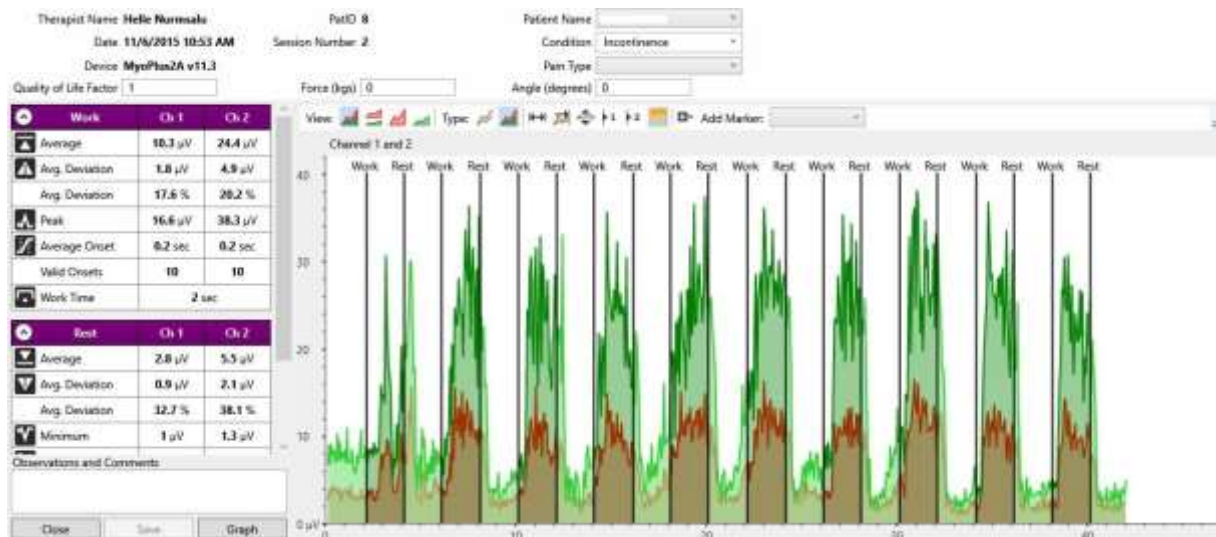 Therapist Name Helle Nurmsalu PatID 8 Patient Name
Date 11/6/2015 10:53 AM Session Number 2 Condition Incontinence
Device MyoPlus2A v11.3 Pain Type
Quality of Life Factor 1 Force (kgs) 0 Angle (degrees) 0
Work Ch 1 Ch 2
Average 10.3 µV 24.4 µV
Avg. Deviation 1.8 µV 4.9 µV
Avg. Deviation 17.6 % 20.2 %
Peak 16.6 µV 38.3 µV
Average Onset 0.2 sec 0.2 sec
Valid Onsets 10 10
Work Time 2 sec
Rest Ch 1 Ch 2
Average 2.8 µV 5.5 µV
Avg. Deviation 0.9 µV 2.1 µV
Avg. Deviation 32.7 % 38.1 %
Minimum 1 µV 1.3 µV
Observations and Comments
Close Save Graph
View: Type: 1 2 Add Marker:
Channel 1 and 2
Work Rest Work Rest Work Rest Work Rest Work Rest Work Rest Work Rest Work Rest Work Rest Work Rest
40
30
20
10
0 µV
0 10 20 30 40